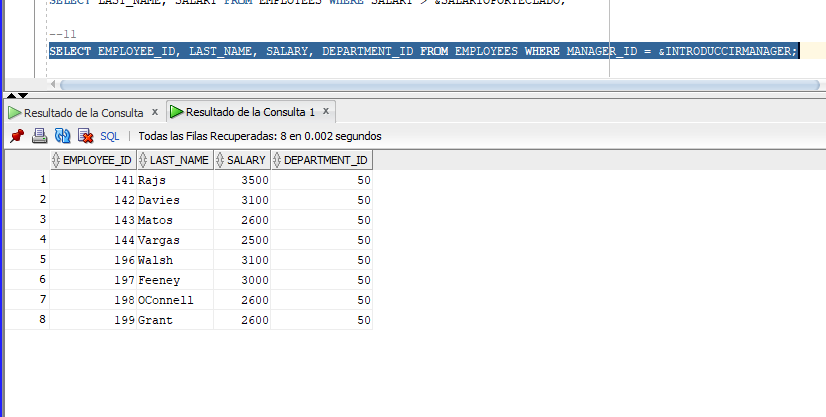 SELECT LAST_NAME, SALARY FROM EMPLOYEES WHERE SALARY > &SALARIOPORTECLADO;
--11
SELECT EMPLOYEE_ID, LAST_NAME, SALARY, DEPARTMENT_ID FROM EMPLOYEES WHERE MANAGER_ID = &INTRODUCCIRMANAGER;
Resultado de la Consulta x Resultado de la Consulta 1 x
SQL | Todas las Filas Recuperadas: 8 en 0.002 segundos
EMPLOYEE_ID LAST_NAME SALARY DEPARTMENT_ID
1 141 Rajs 3500 50
2 142 Davies 3100 50
3 143 Matos 2600 50
4 144 Vargas 2500 50
5 196 Walsh 3100 50
6 197 Feeney 3000 50
7 198 OConnell 2600 50
8 199 Grant 2600 50